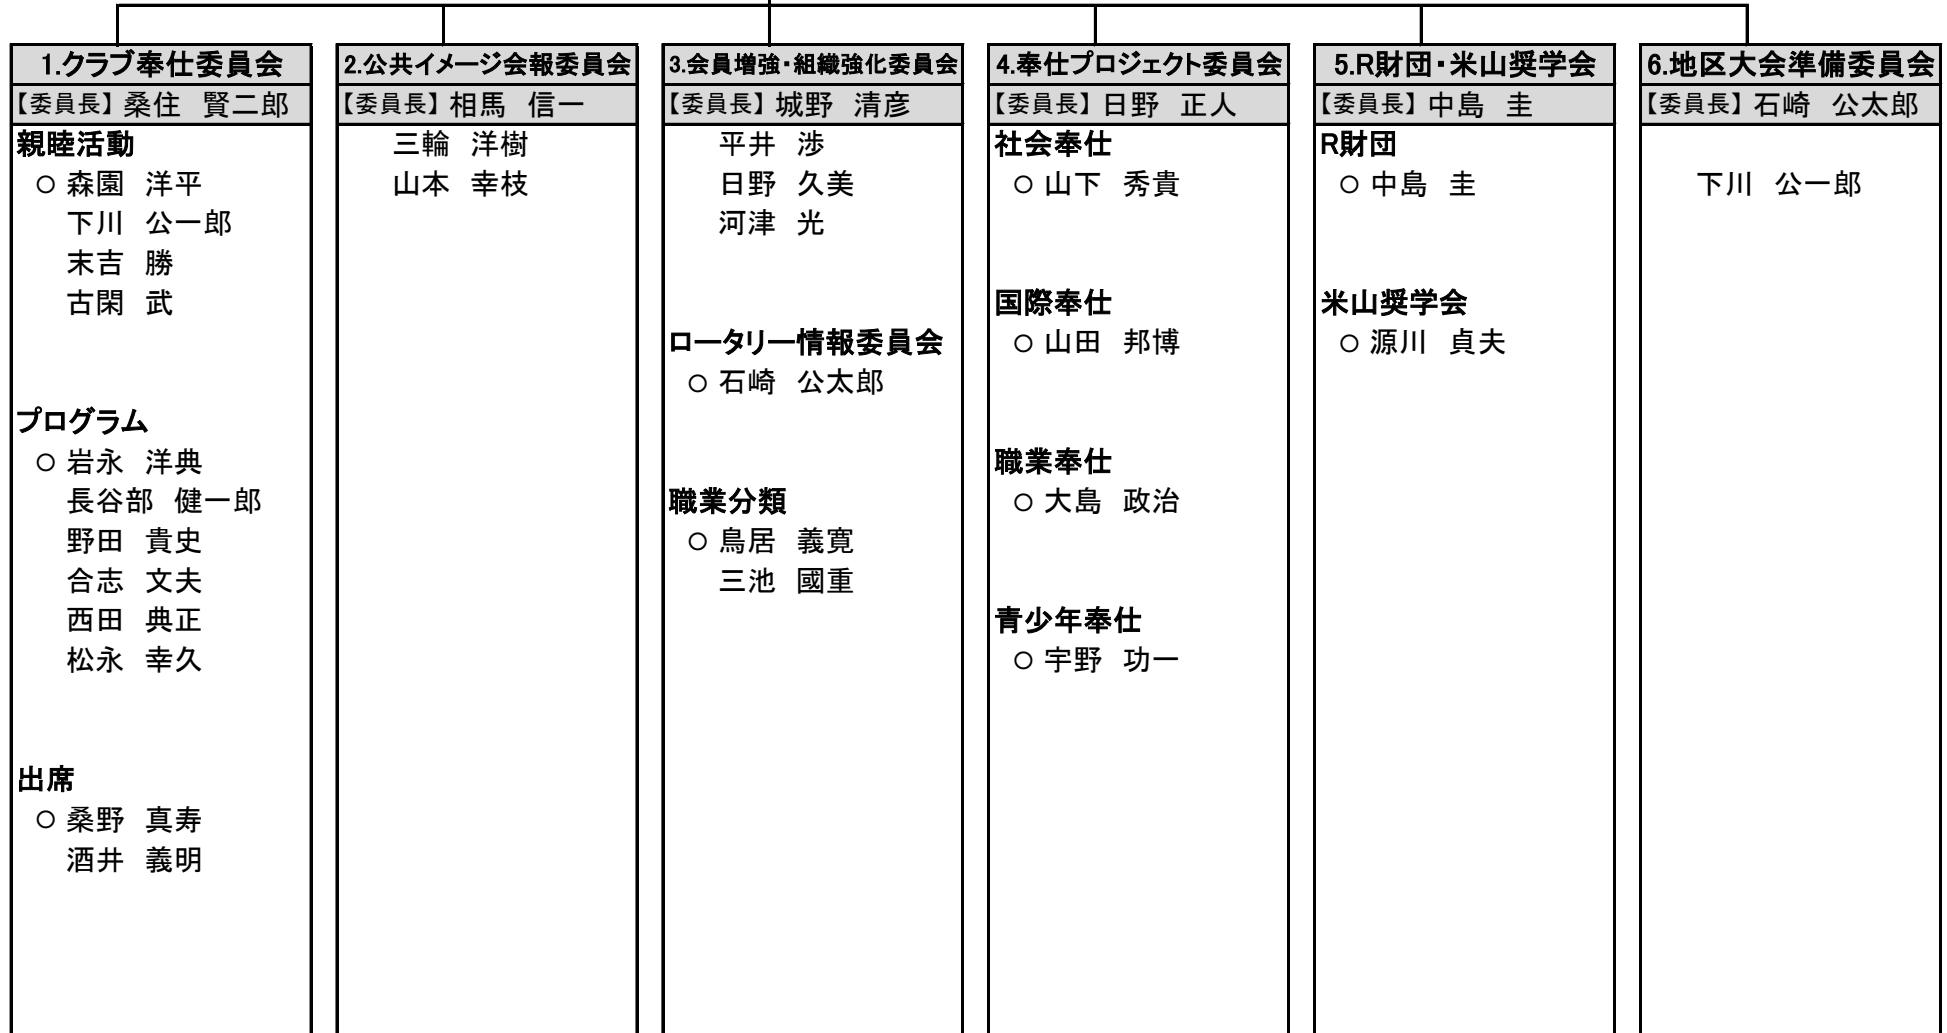 1.クラブ奉仕委員会
【委員長】桑住 賢二郎
親睦活動
○ 森園 洋平
下川 公一郎
末吉 勝
古閑 武
プログラム
○ 岩永 洋典
長谷部 健一郎
野田 貴史
合志 文夫
西田 典正
松永 幸久
出席
○ 桑野 真寿
酒井 義明
2.公共イメージ会報委員会
【委員長】相馬 信一
三輪 洋樹
山本 幸枝
3.会員増強・組織強化委員会
【委員長】城野 清彦
平井 渉
日野 久美
河津 光
ロータリー情報委員会
○ 石崎 公太郎
職業分類
○ 鳥居 義寛
三池 國重
4.奉仕プロジェクト委員会
【委員長】日野 正人
社会奉仕
○ 山下 秀貴
国際奉仕
○ 山田 邦博
職業奉仕
○ 大島 政治
青少年奉仕
○ 宇野 功一
5.R財団・米山奨学会
【委員長】中島 圭
R財団
○ 中島 圭
米山奨学会
○ 源川 貞夫
6.地区大会準備委員会
【委員長】石崎 公太郎
下川 公一郎